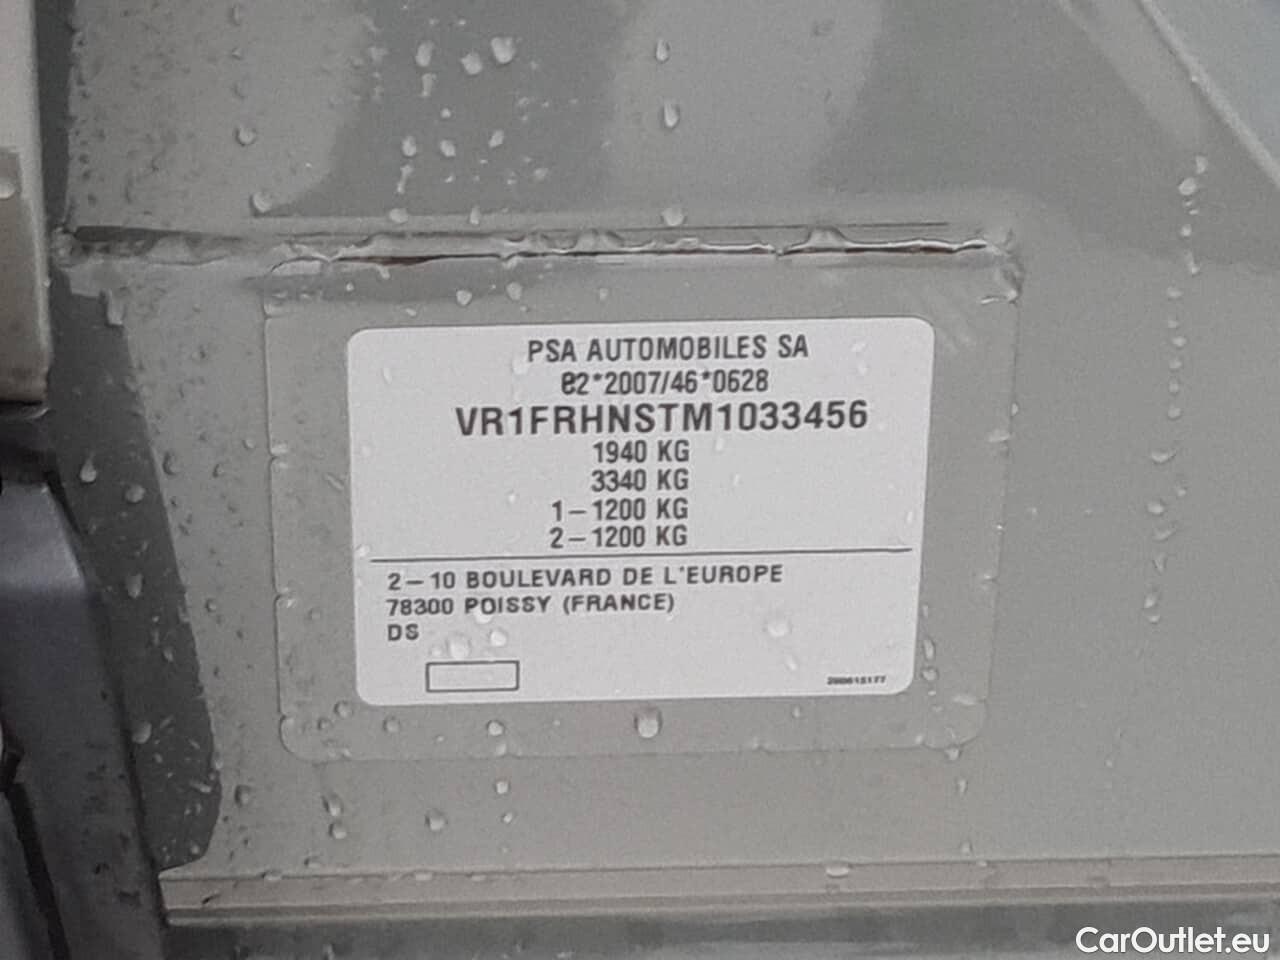 PSA AUTOMOBILES SA
e2*2007/46*0628
VR1FRHNSTM1033456
1940 KG
3340 KG
1-1200 KG
2-1200 KG
2-10 BOULEVARD DE L'EUROPE
78300 POISSY (FRANCE)
DS
CarOutlet.eu